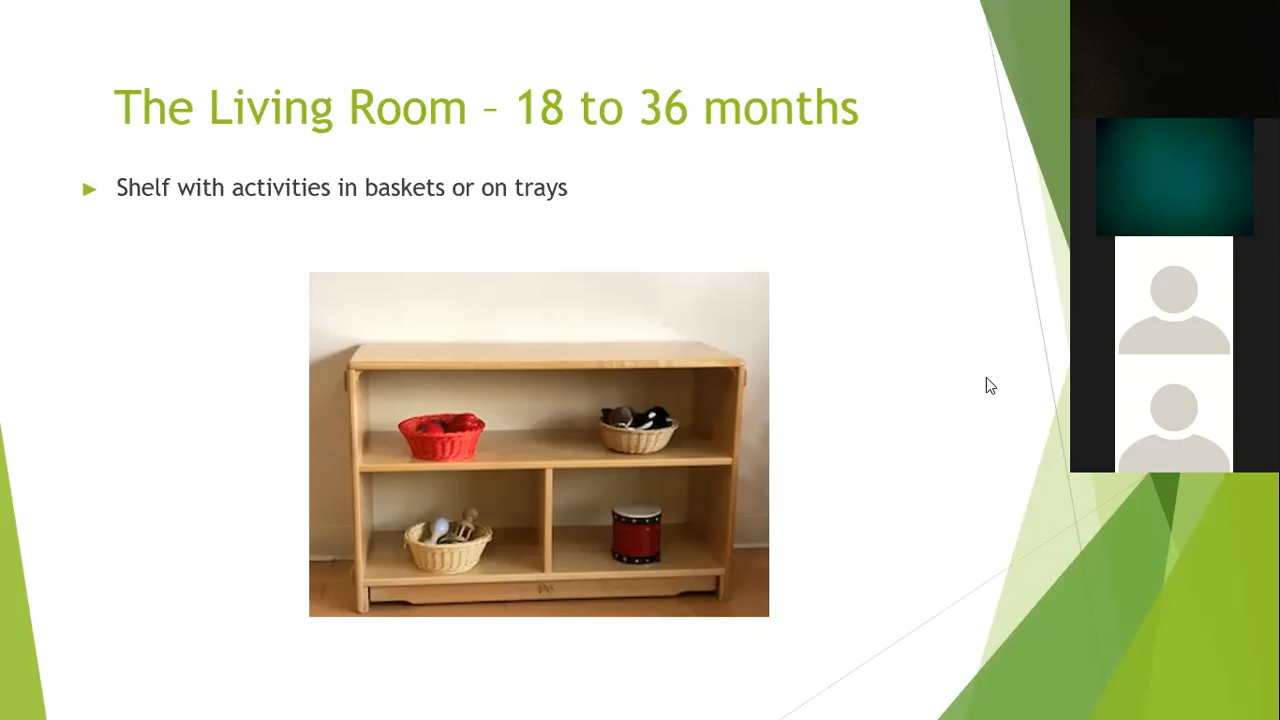 The Living Room – 18 to 36 months
Shelf with activities in baskets or on trays